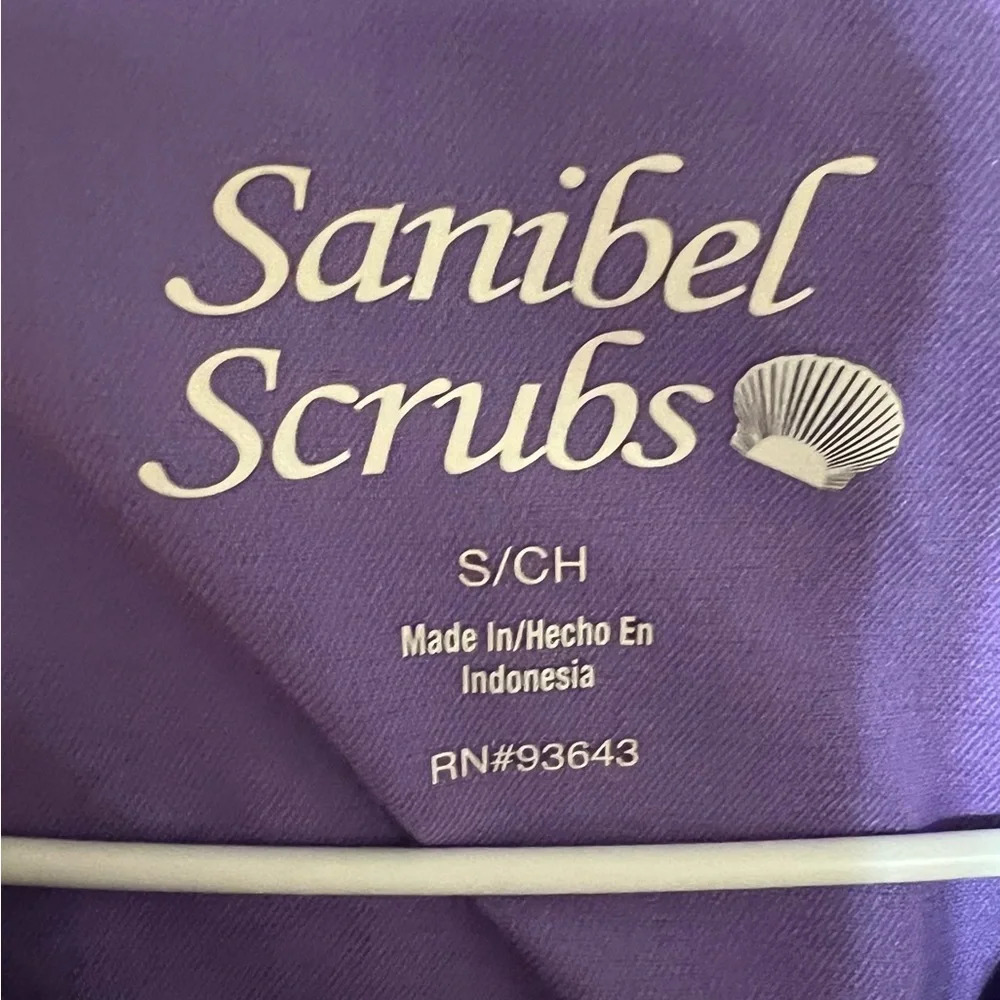 Sanibel
Scrubs
S/CH
Made In/Hecho En
Indonesia
RN#93643